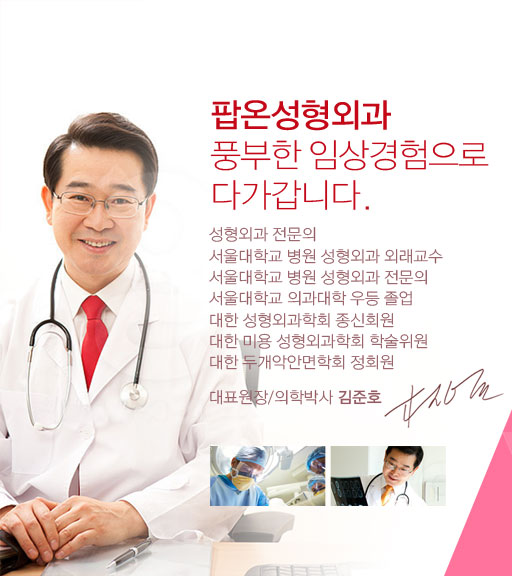 팝온성형외과
풍부한 임상경험으로
다가갑니다.
성형외과 전문의
서울대학교 병원 성형외과 외래교수
서울대학교 병원 성형외과 전문의
서울대학교 의과대학 우등 졸업
대한 성형외과학회 종신회원
대한 미용 성형외과학회 학술위원
대한 두개악안면학회 정회원
대표원장/의학박사 김준호